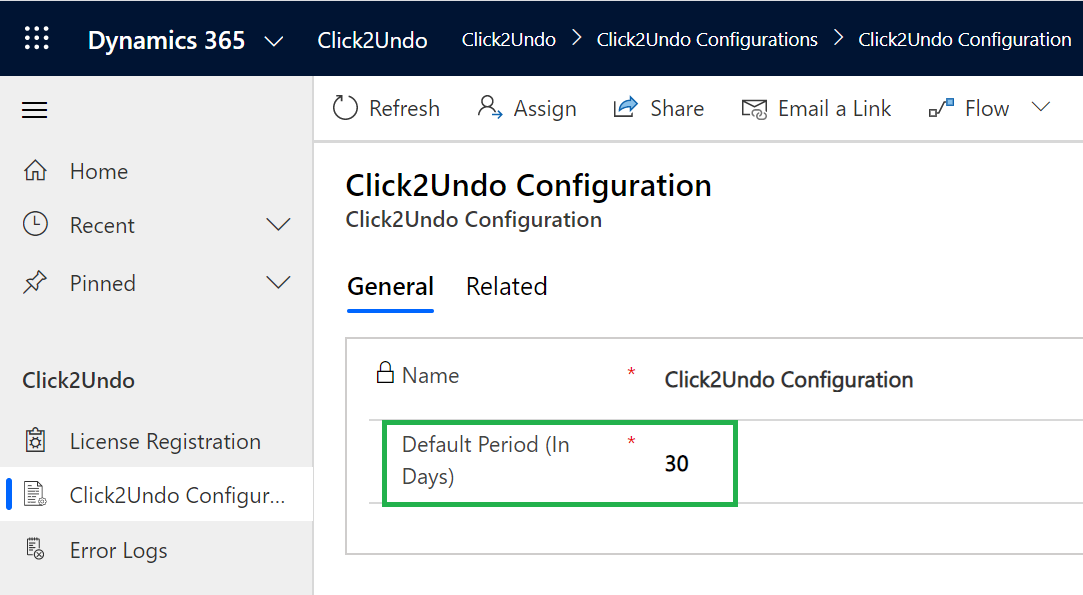 Dynamics 365 Click2Undo Click2Undo > Click2Undo Configurations > Click2Undo Configuration
Refresh Assign Share Email a Link Flow
Home
Recent
Pinned
Click2Undo
License Registration
Click2Undo Configur...
Error Logs
Click2Undo Configuration
Click2Undo Configuration
General Related
Name * Click2Undo Configuration
Default Period (In * 30
Days)